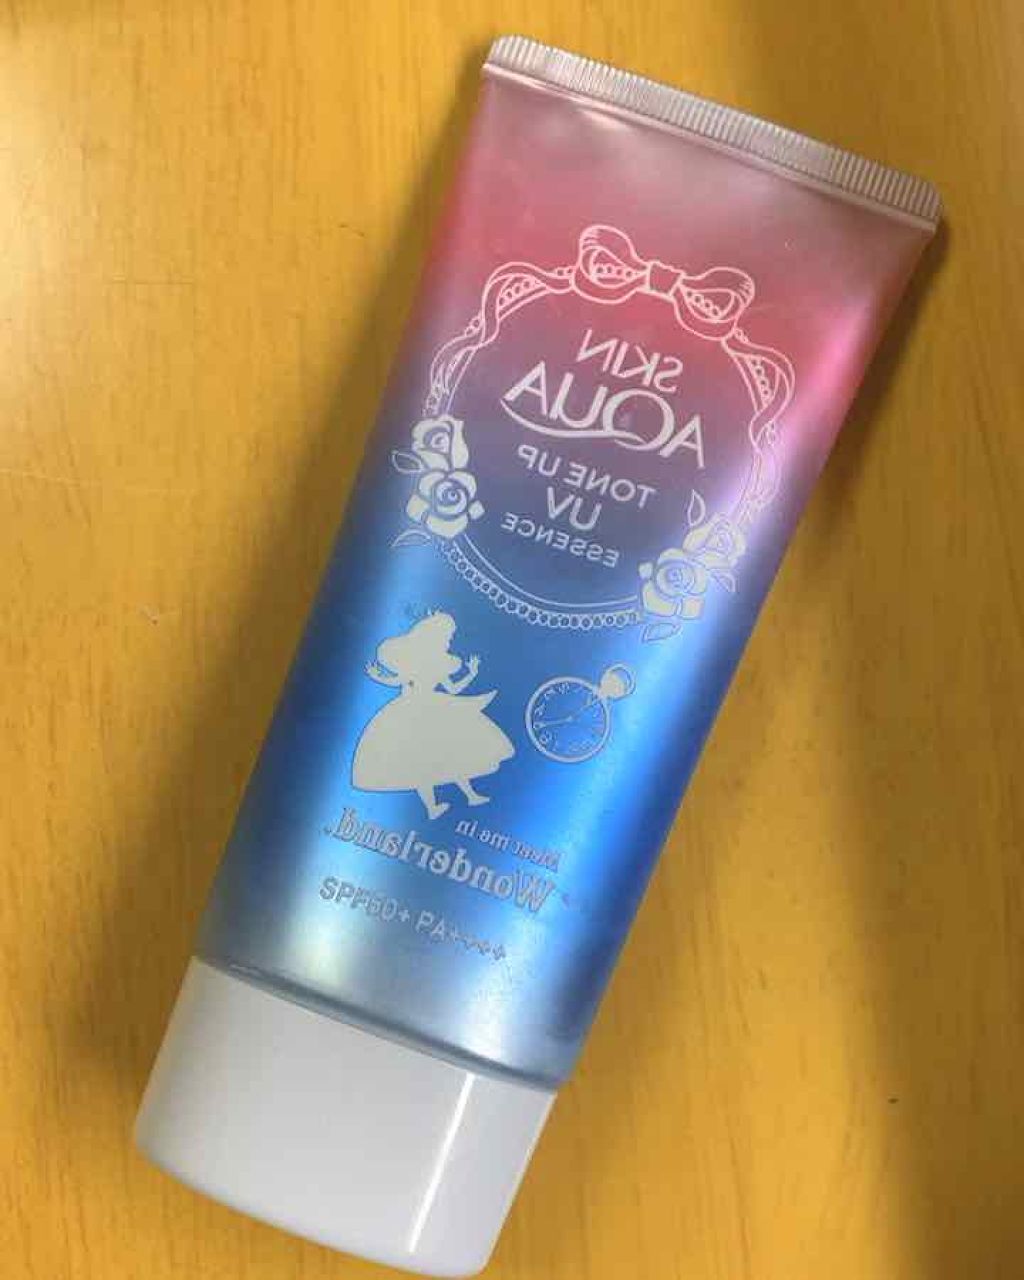 SKIN
AQUA
TONE UP
UV
ESSENCE
Meet me in
Wonderland.
SPF50+ PA++++